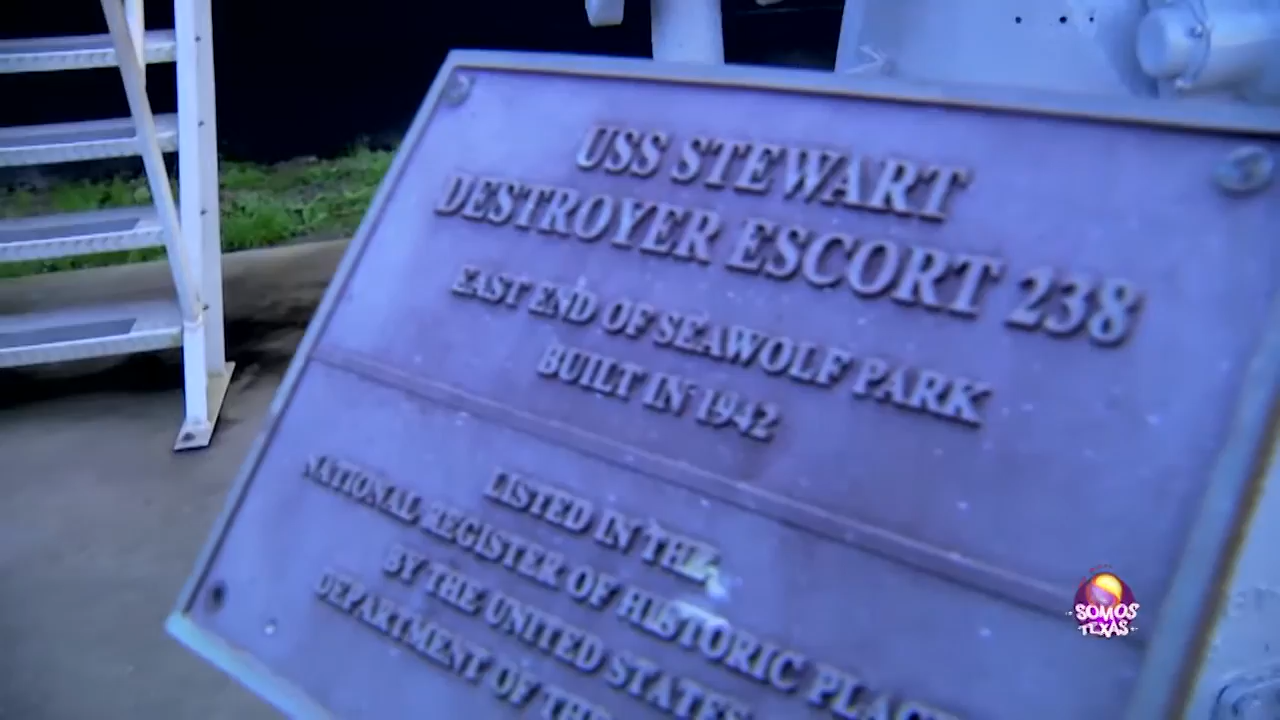 USS STEWART
DESTROYER ESCORT 238
EAST END OF SEAWOLF PARK
BUILT IN 1942
LISTED IN THE
NATIONAL REGISTER OF HISTORIC PLACES
BY THE UNITED STATES
DEPARTMENT OF THE
SOMOS
TEXAS